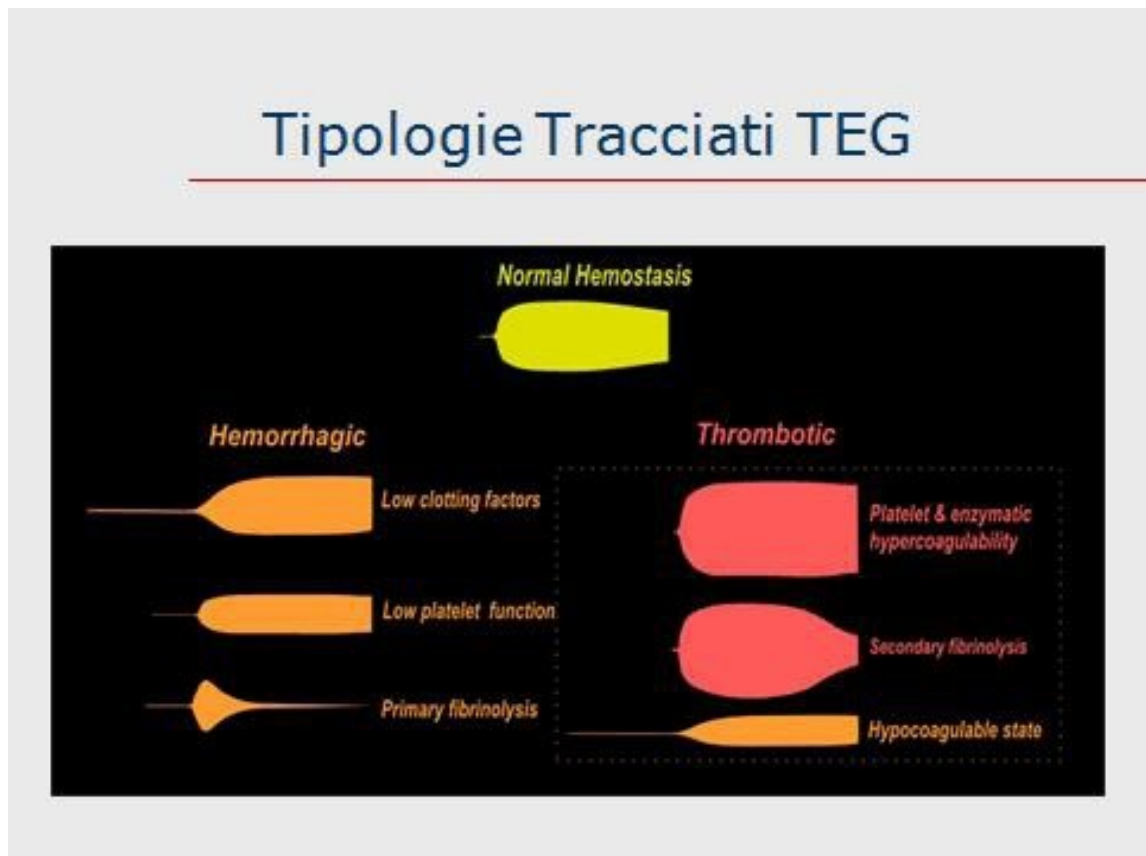 Tipologie Tracciati TEG
Normal Hemostasis
Hemorrhagic
Low clotting factors
Low platelet function
Primary fibrinolysis
Thrombotic
Platelet & enzymatic
hypercoagulability
Secondary fibrinolysis
Hypocoagulable state